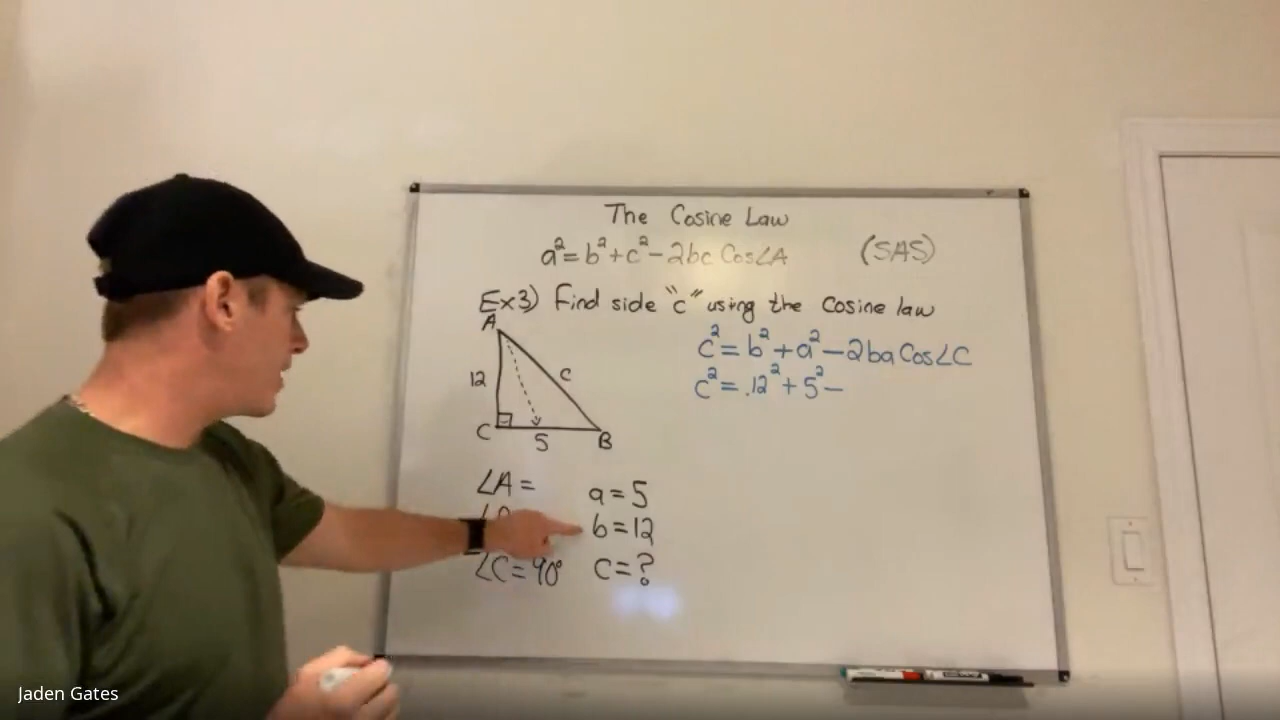 The Cosine Law
a² = b² + c² − 2bc Cos∠A (SAS)
Ex3) Find side "c" using the Cosine law
A
12
c
C
5
B
c² = b² + a² − 2ba Cos∠C
c² = .12² + 5² −
∠A =
a = 5
b = 12
∠C = 90°
c = ?
Jaden Gates